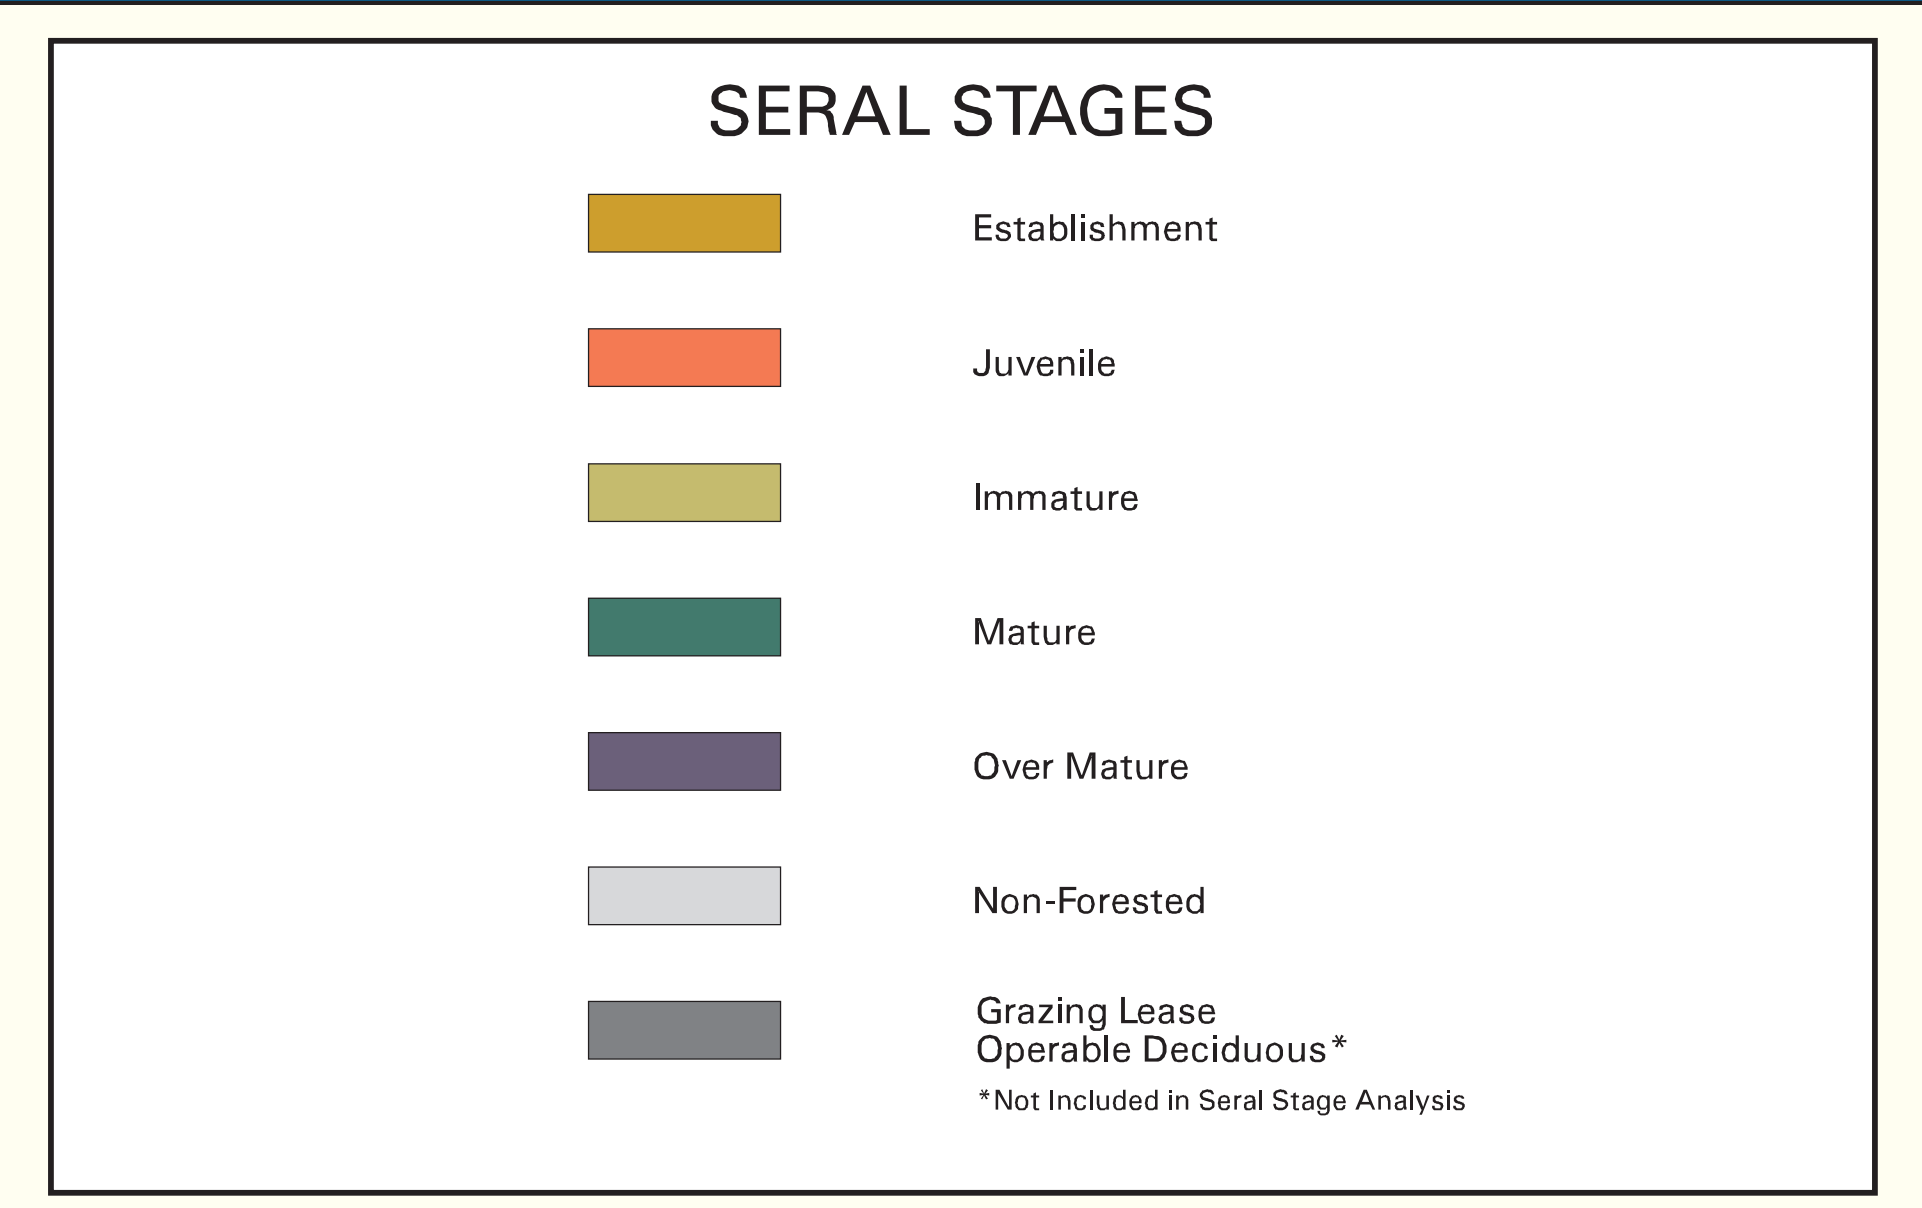 SERAL STAGES
Establishment
Juvenile
Immature
Mature
Over Mature
Non-Forested
Grazing Lease
Operable Deciduous*
*Not Included in Seral Stage Analysis